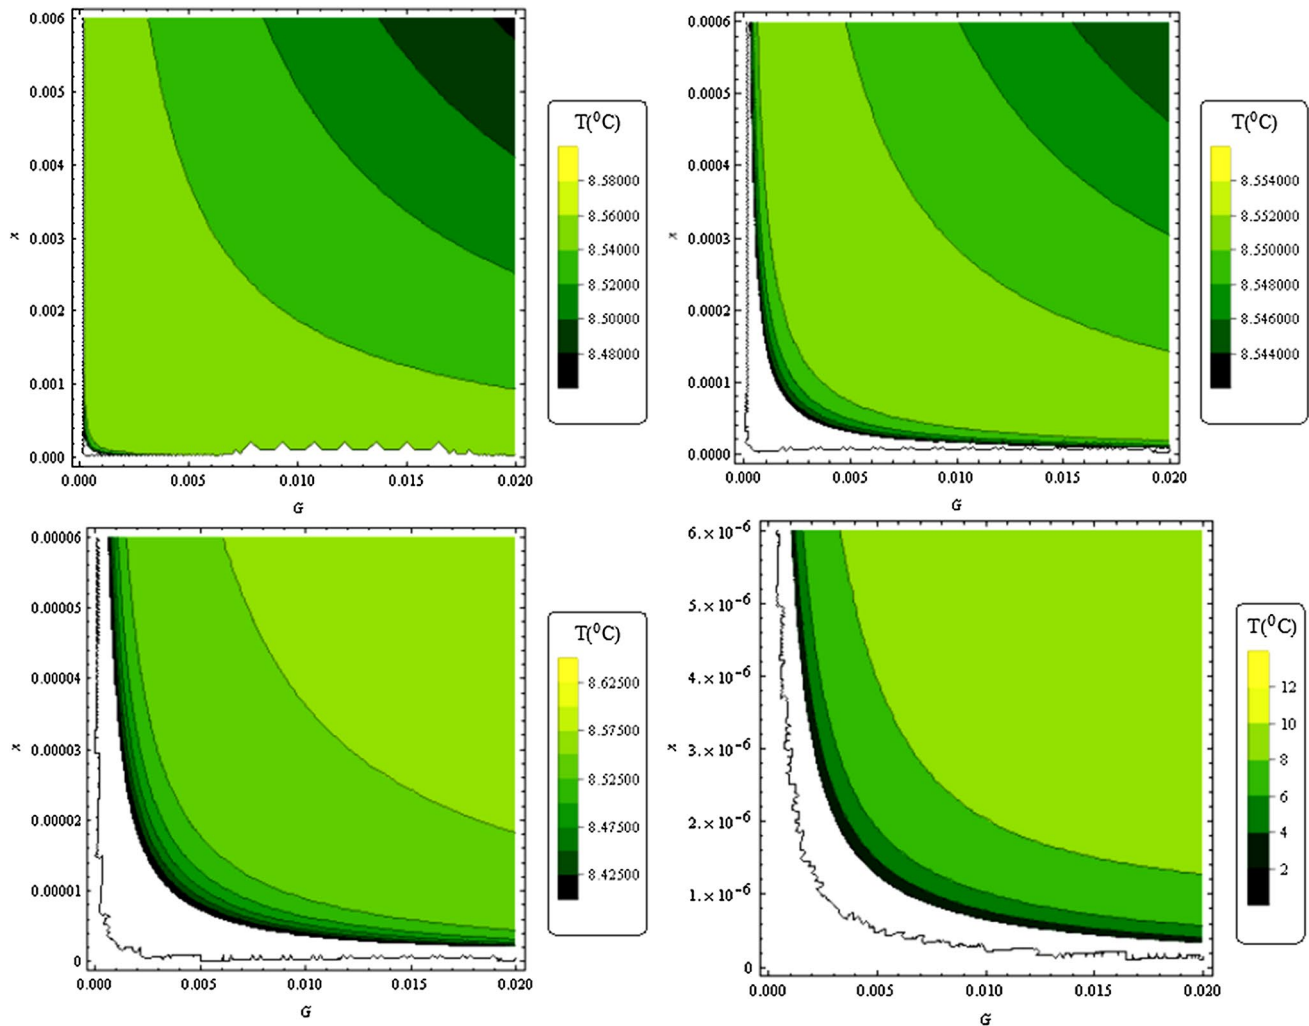 0.006
0.005
0.004
0.003
0.002
0.001
0.000
x
0.000 0.005 0.010 0.015 0.020
G
T(⁰C)
8.58000
8.56000
8.54000
8.52000
8.50000
8.48000
0.0006
0.0005
0.0004
0.0003
0.0002
0.0001
0.0000
x
0.000 0.005 0.010 0.015 0.020
G
T(⁰C)
8.554000
8.552000
8.550000
8.548000
8.546000
8.544000
0.00006
0.00005
0.00004
0.00003
0.00002
0.00001
0
x
0.000 0.005 0.010 0.015 0.020
G
T(⁰C)
8.62500
8.57500
8.52500
8.47500
8.42500
6. × 10⁻⁶
5. × 10⁻⁶
4. × 10⁻⁶
3. × 10⁻⁶
2. × 10⁻⁶
1. × 10⁻⁶
0
x
0.000 0.005 0.010 0.015 0.020
G
T(⁰C)
12
10
8
6
4
2